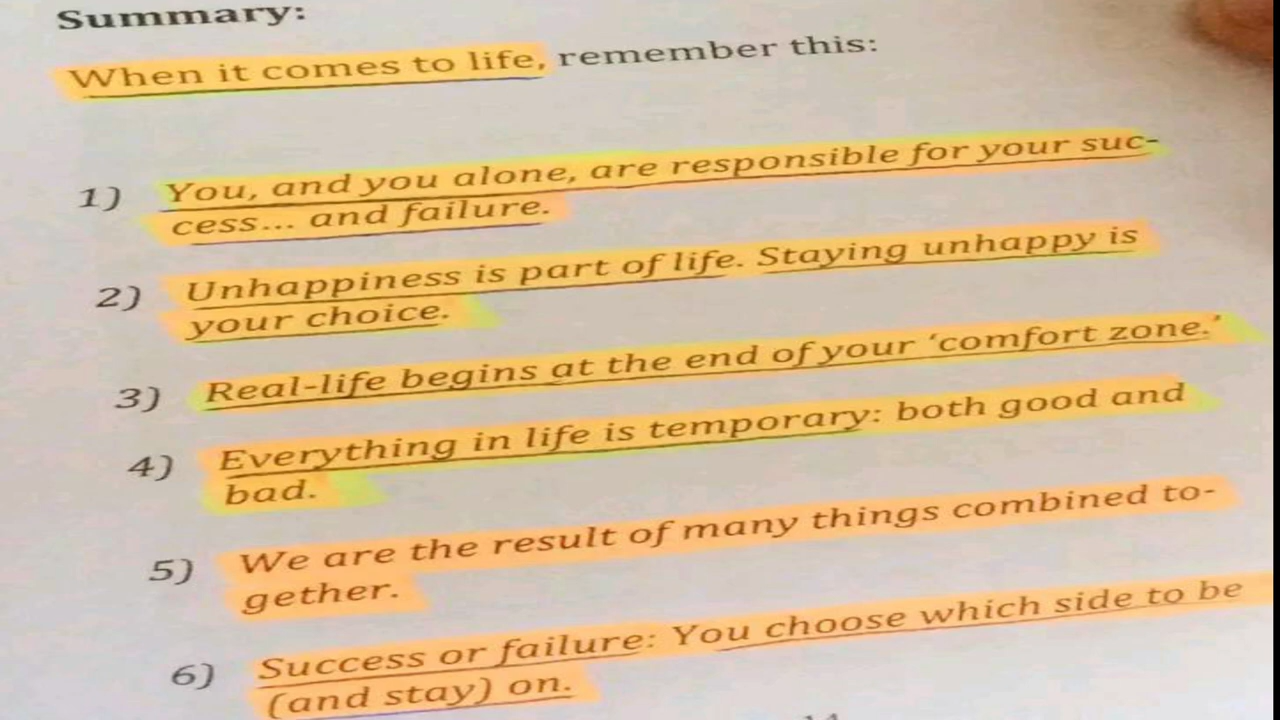 Summary:
When it comes to life, remember this:
1) You, and you alone, are responsible for your suc-
cess... and failure.
2) Unhappiness is part of life. Staying unhappy is
your choice.
3) Real-life begins at the end of your ‘comfort zone.’
4) Everything in life is temporary: both good and
bad.
5) We are the result of many things combined to-
gether.
6) Success or failure: You choose which side to be
(and stay) on.